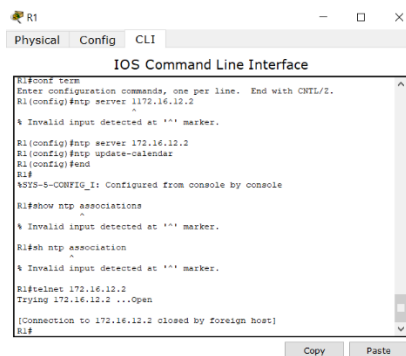 R1
Physical Config CLI
IOS Command Line Interface
R1#conf term
Enter configuration commands, one per line. End with CNTL/Z.
R1(config)#ntp server 1172.16.12.2
^
% Invalid input detected at '^' marker.
R1(config)#ntp server 172.16.12.2
R1(config)#ntp update-calendar
R1(config)#end
R1#
%SYS-5-CONFIG_I: Configured from console by console
R1#show ntp associations
^
% Invalid input detected at '^' marker.
R1#sh ntp association
^
% Invalid input detected at '^' marker.
R1#telnet 172.16.12.2
Trying 172.16.12.2 ...Open
[Connection to 172.16.12.2 closed by foreign host]
R1#
Copy Paste